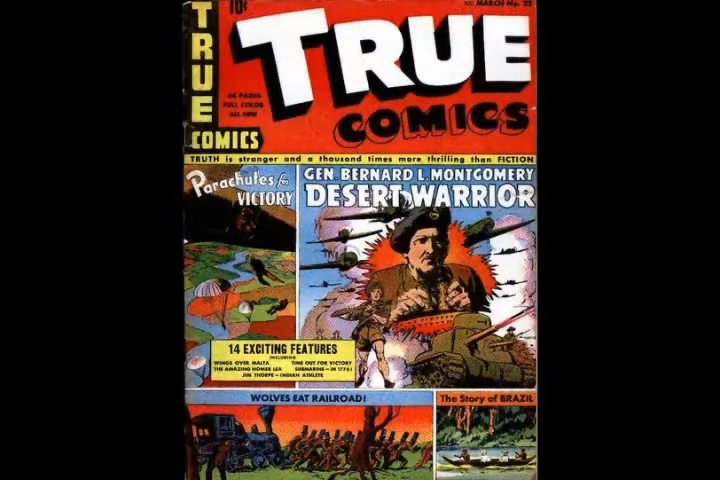 10¢
MARCH No. 22
TRUE
COMICS
TRUE
COMICS
64 PAGES
FULL COLOR
ALL NEW
TRUTH is stranger and a thousand times more thrilling than FICTION
Parachutes for
VICTORY
GEN. BERNARD L. MONTGOMERY
DESERT WARRIOR
14 EXCITING FEATURES
INCLUDING
WINGS OVER MALTA TIME OUT FOR VICTORY
THE AMAZING HOMER LEA SUBMARINE—IN 1776!
JIM THORPE—INDIAN ATHLETE
WOLVES EAT RAILROAD!
The Story of BRAZIL